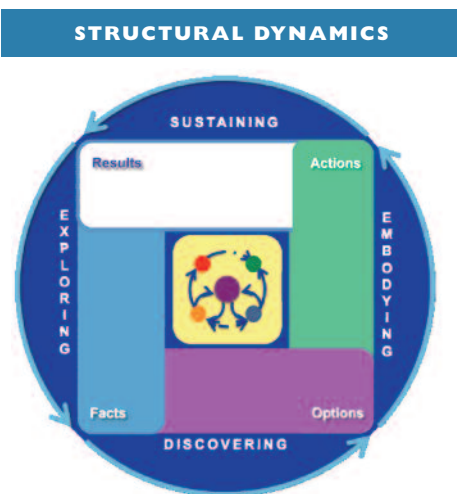 STRUCTURAL DYNAMICS
SUSTAINING
Results
Actions
EXPLORING
EMBODYING
Facts
Options
DISCOVERING